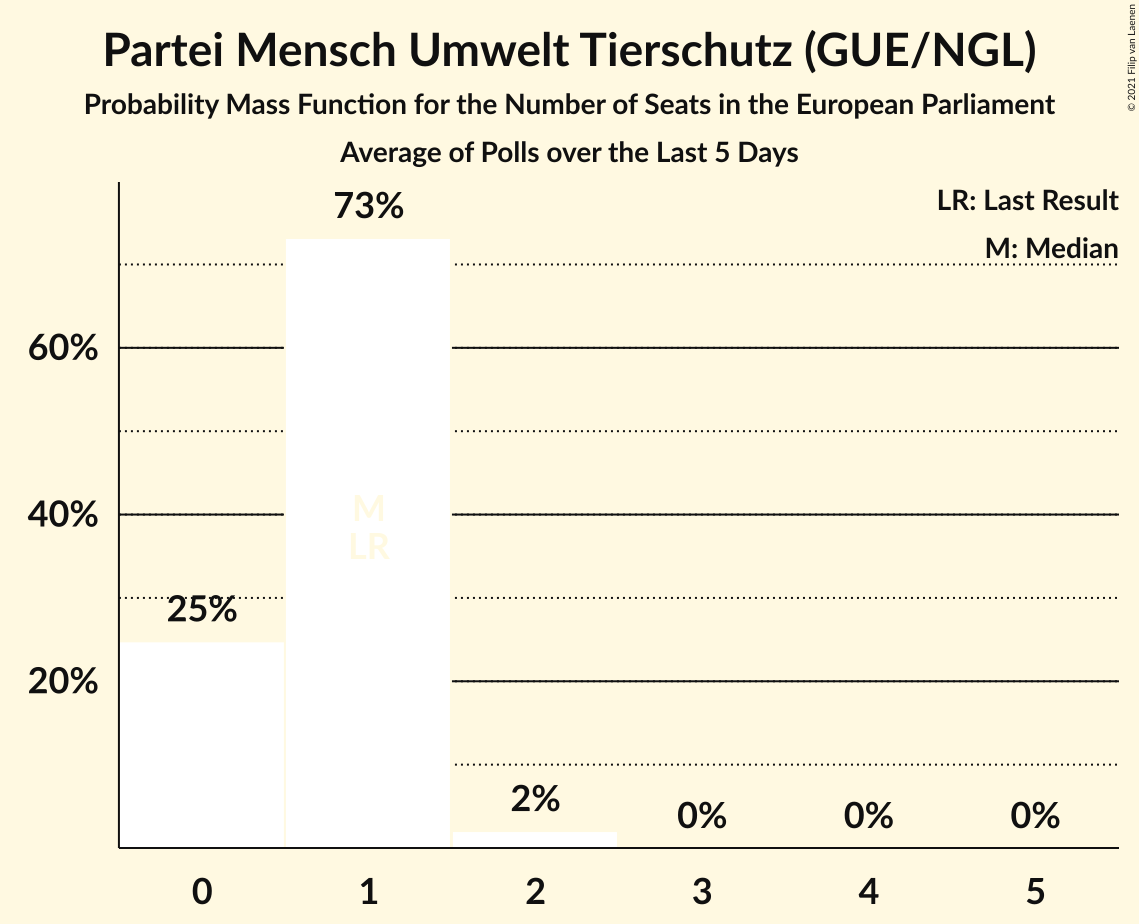 Partei Mensch Umwelt Tierschutz (GUE/NGL)
Probability Mass Function for the Number of Seats in the European Parliament
Average of Polls over the Last 5 Days
© 2021 Filip van Laenen
LR: Last Result
M: Median
73%
60%
M
40%
LR
25%
20%
2%
0%
0%
0%
0
1
2
3
4
5